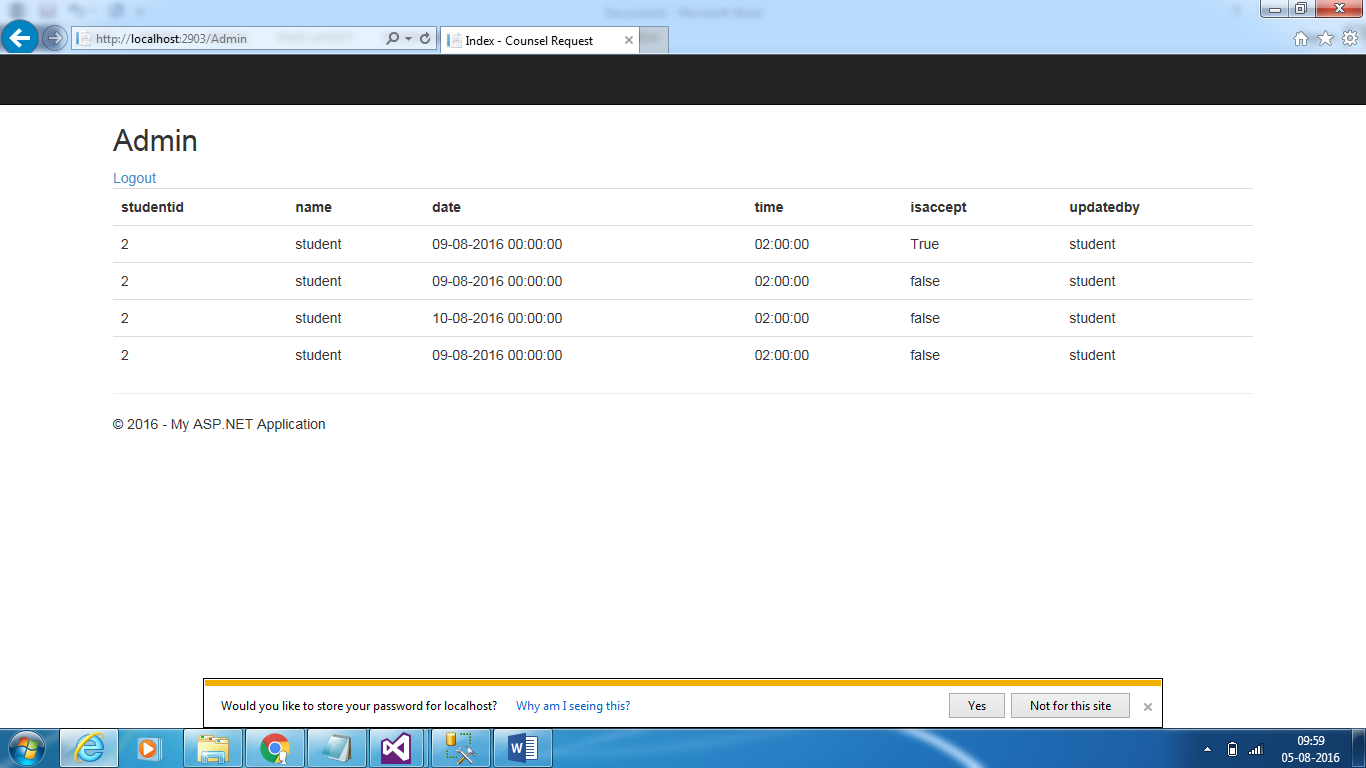 http://localhost:2903/Admin
Index - Counsel Request
Admin
Logout
studentid name date time isaccept updatedby
2 student 09-08-2016 00:00:00 02:00:00 True student
2 student 09-08-2016 00:00:00 02:00:00 false student
2 student 10-08-2016 00:00:00 02:00:00 false student
2 student 09-08-2016 00:00:00 02:00:00 false student
© 2016 - My ASP.NET Application
Would you like to store your password for localhost? Why am I seeing this? Yes Not for this site
09:59
05-08-2016